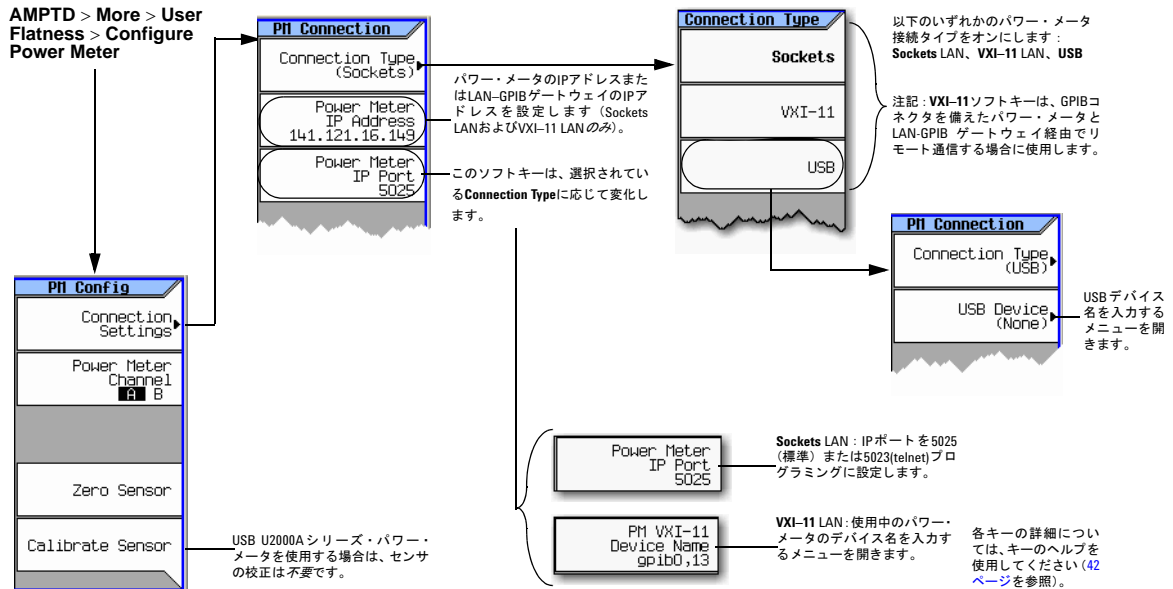 AMPTD > More > User
Flatness > Configure
Power Meter
PM Config
Connection
Settings
Power Meter
Channel
A B
Zero Sensor
Calibrate Sensor
USB U2000Aシリーズ・パワー・
メータを使用する場合は、センサ
の校正は不要です。
PM Connection
Connection Type
(Sockets)
Power Meter
IP Address
141.121.16.149
Power Meter
IP Port
5025
パワー・メータのIPアドレスまた
はLAN–GPIBゲートウェイのIPア
ドレスを設定します（Sockets
LANおよびVXI–11 LANのみ）。
このソフトキーは、選択されてい
るConnection Typeに応じて変化し
ます。
Connection Type
Sockets
VXI-11
USB
以下のいずれかのパワー・メータ
接続タイプをオンにします：
Sockets LAN、VXI–11 LAN、USB
注記：VXI–11ソフトキーは、GPIBコ
ネクタを備えたパワー・メータと
LAN-GPIB ゲートウェイ経由でリ
モート通信する場合に使用します。
PM Connection
Connection Type
(USB)
USB Device
(None)
USBデバイス
名を入力する
メニューを開
きます。
Power Meter
IP Port
5025
Sockets LAN：IPポートを5025
（標準）または5023(telnet)プロ
グラミングに設定します。
PM VXI-11
Device Name
gpib0,13
VXI–11 LAN：使用中のパワー・
メータのデバイス名を入力す
るメニューを開きます。
各キーの詳細につい
ては、キーのヘルプを
使用してください（42
ページを参照）。